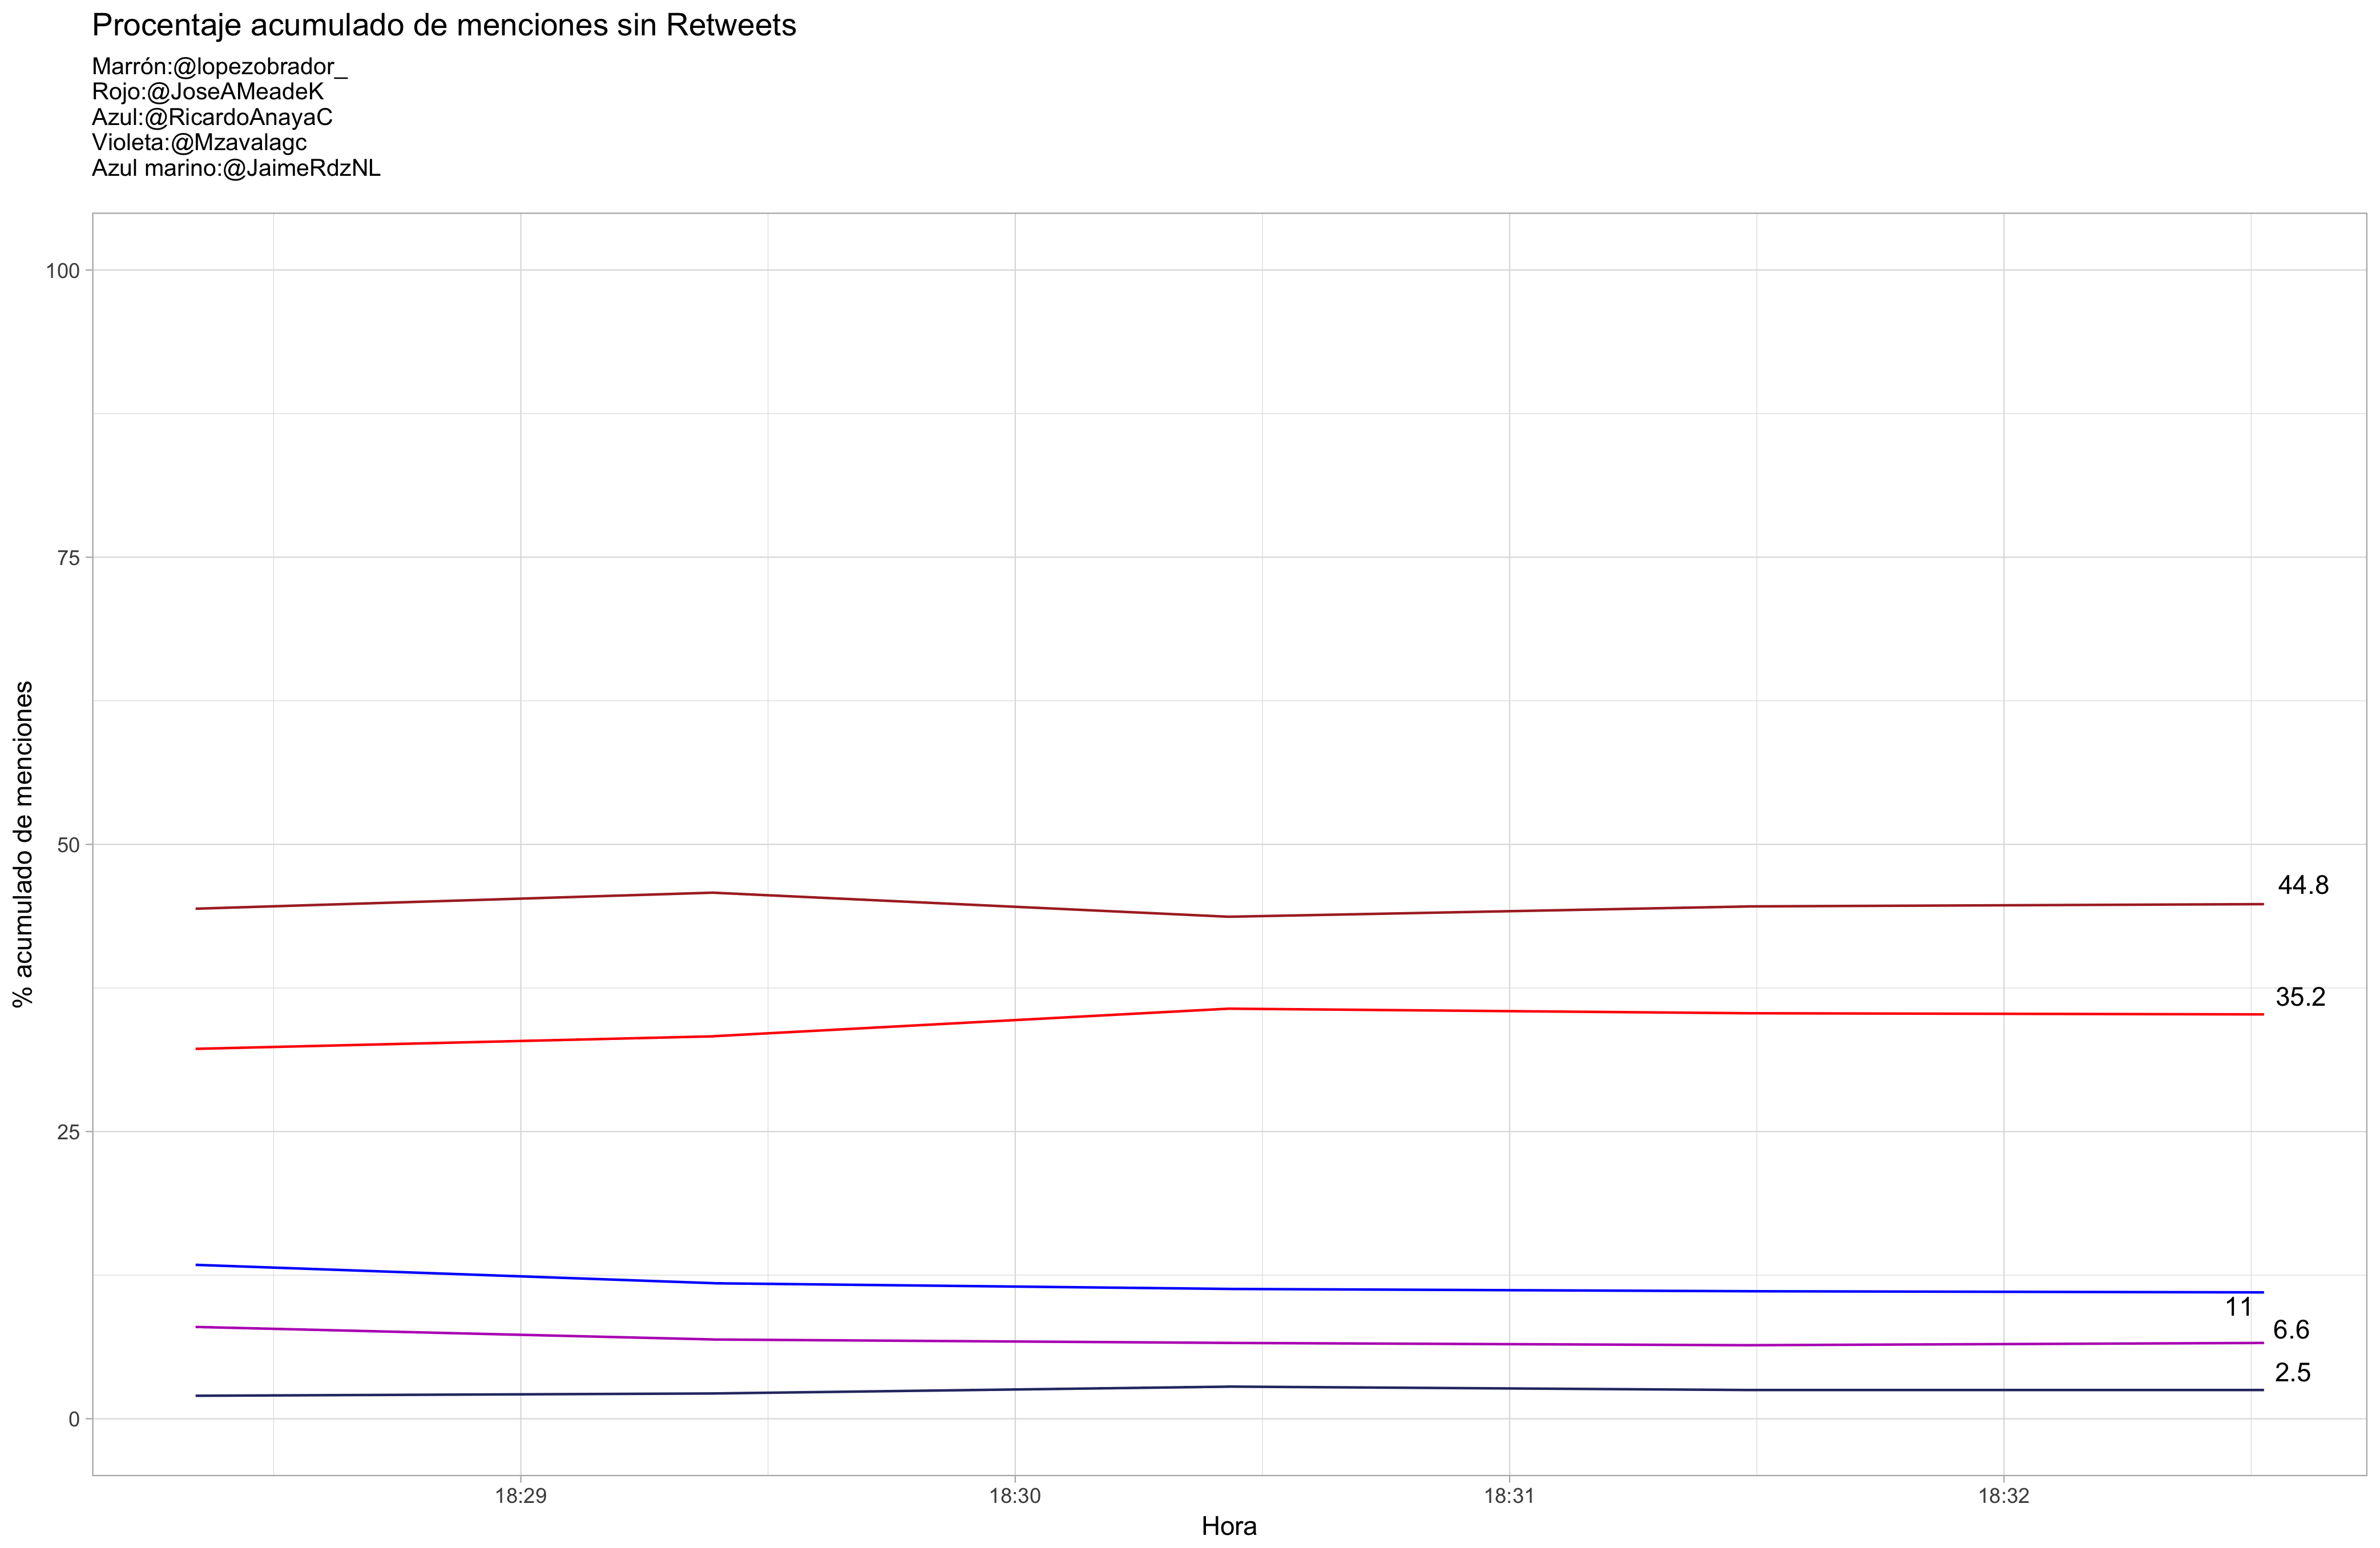 Procentaje acumulado de menciones sin Retweets
Marrón:@lopezobrador_
Rojo:@JoseAMeadeK
Azul:@RicardoAnayaC
Violeta:@Mzavalagc
Azul marino:@JaimeRdzNL
% acumulado de menciones
100
75
50
25
0
44.8
35.2
11
6.6
2.5
18:29
18:30
18:31
18:32
Hora